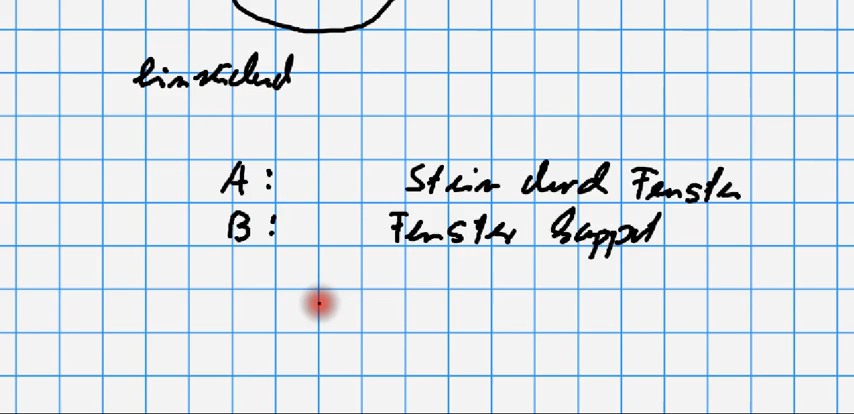 hinreichend
A: Stein durch Fenster
B: Fenster kaputt